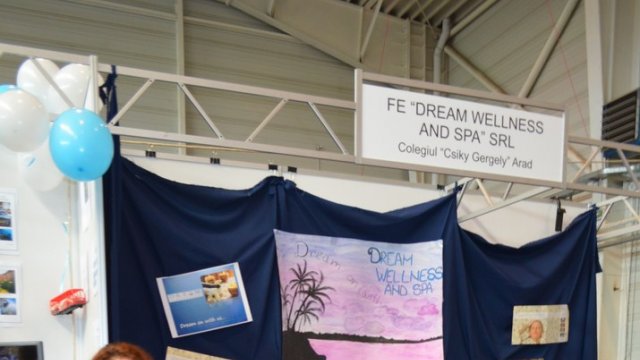 FE "DREAM WELLNESS
AND SPA" SRL
Colegiul "Csiky Gergely" Arad
Dream
DREAM
WELLNESS
AND SPA
Dream on with us...